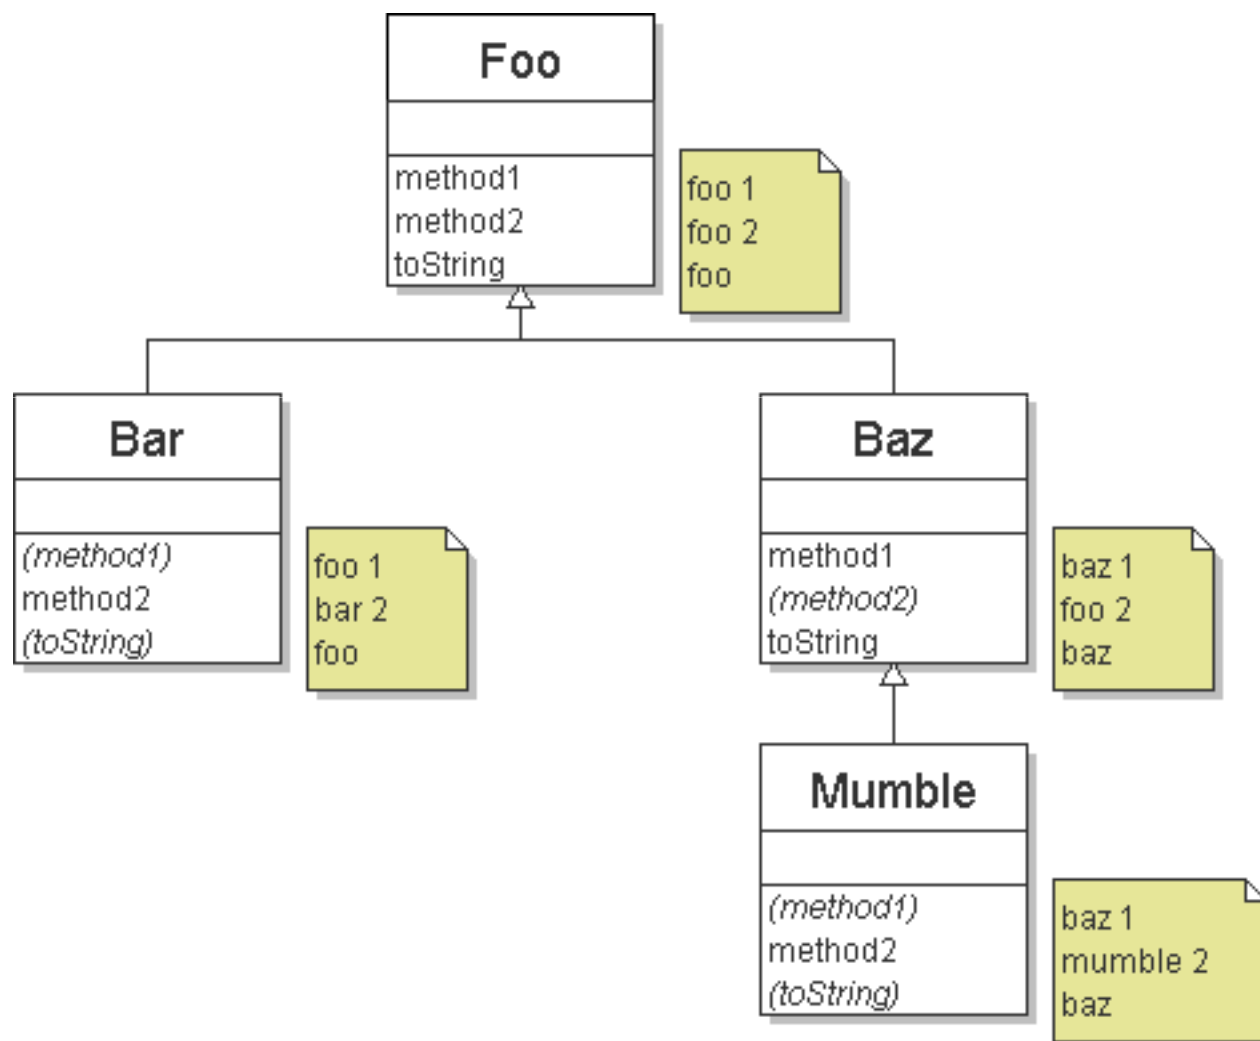 Foo
method1
method2
toString
foo 1
foo 2
foo
Bar
(method1)
method2
(toString)
foo 1
bar 2
foo
Baz
method1
(method2)
toString
baz 1
foo 2
baz
Mumble
(method1)
method2
(toString)
baz 1
mumble 2
baz